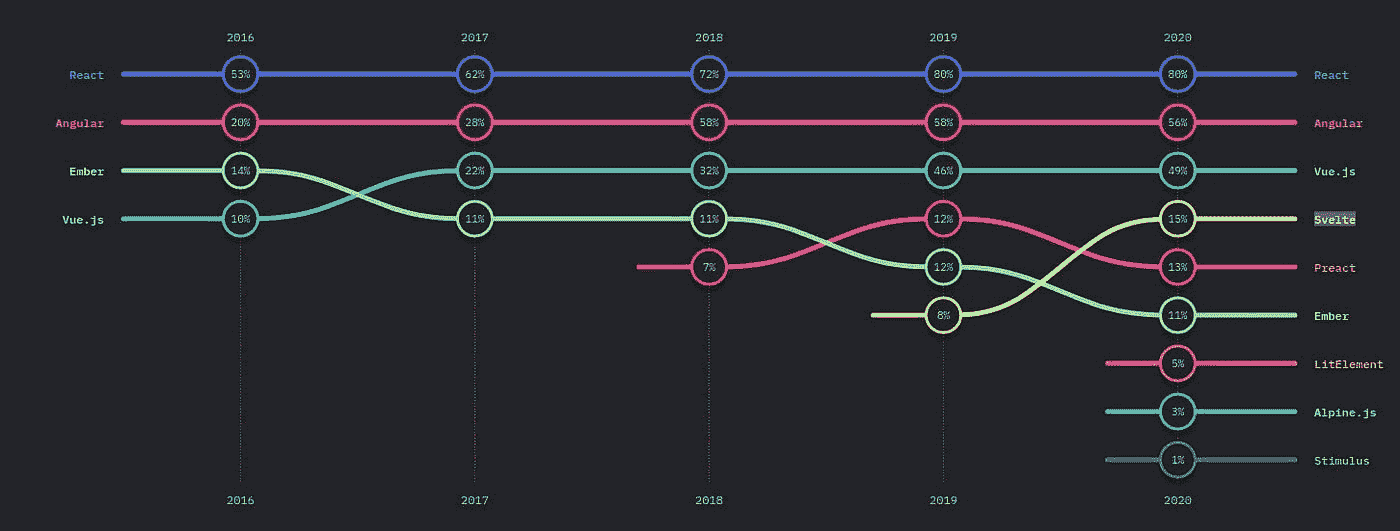 2016 2017 2018 2019 2020
React 53% 62% 72% 80% 80% React
Angular 20% 28% 58% 58% 56% Angular
Ember 14% 22% 32% 46% 49% Vue.js
Vue.js 10% 11% 11% 12% 15% Svelte
7% 12% 13% Preact
8% 11% Ember
5% LitElement
3% Alpine.js
1% Stimulus
2016 2017 2018 2019 2020